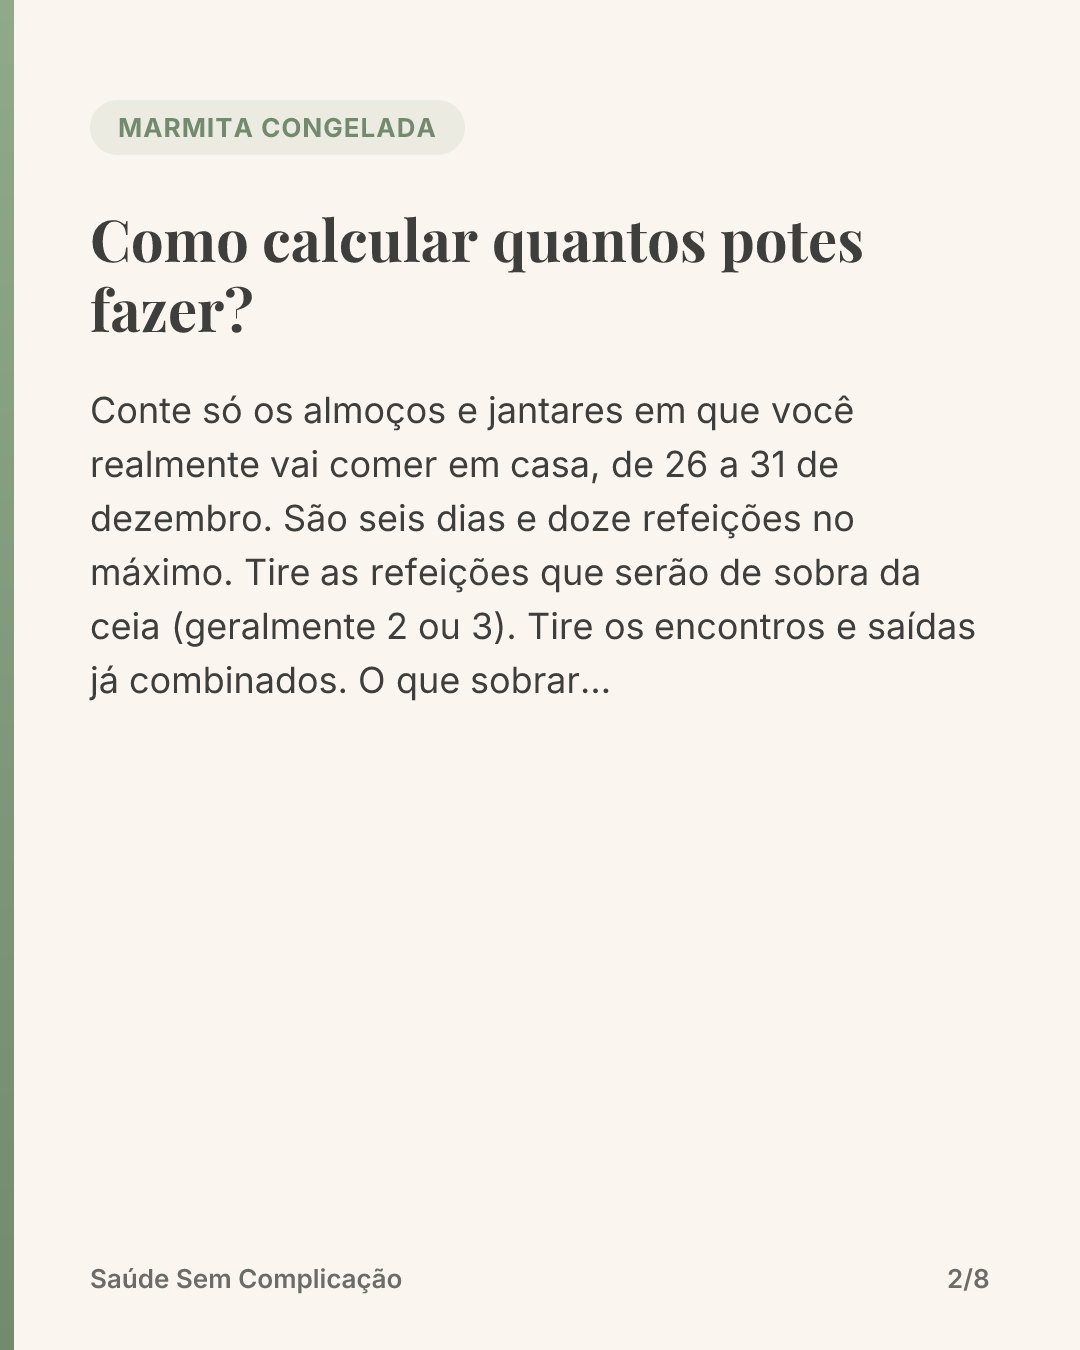 MARMITA CONGELADA
Como calcular quantos potes
fazer?
Conte só os almoços e jantares em que você
realmente vai comer em casa, de 26 a 31 de
dezembro. São seis dias e doze refeições no
máximo. Tire as refeições que serão de sobra da
ceia (geralmente 2 ou 3). Tire os encontros e saídas
já combinados. O que sobrar...
Saúde Sem Complicação
2/8